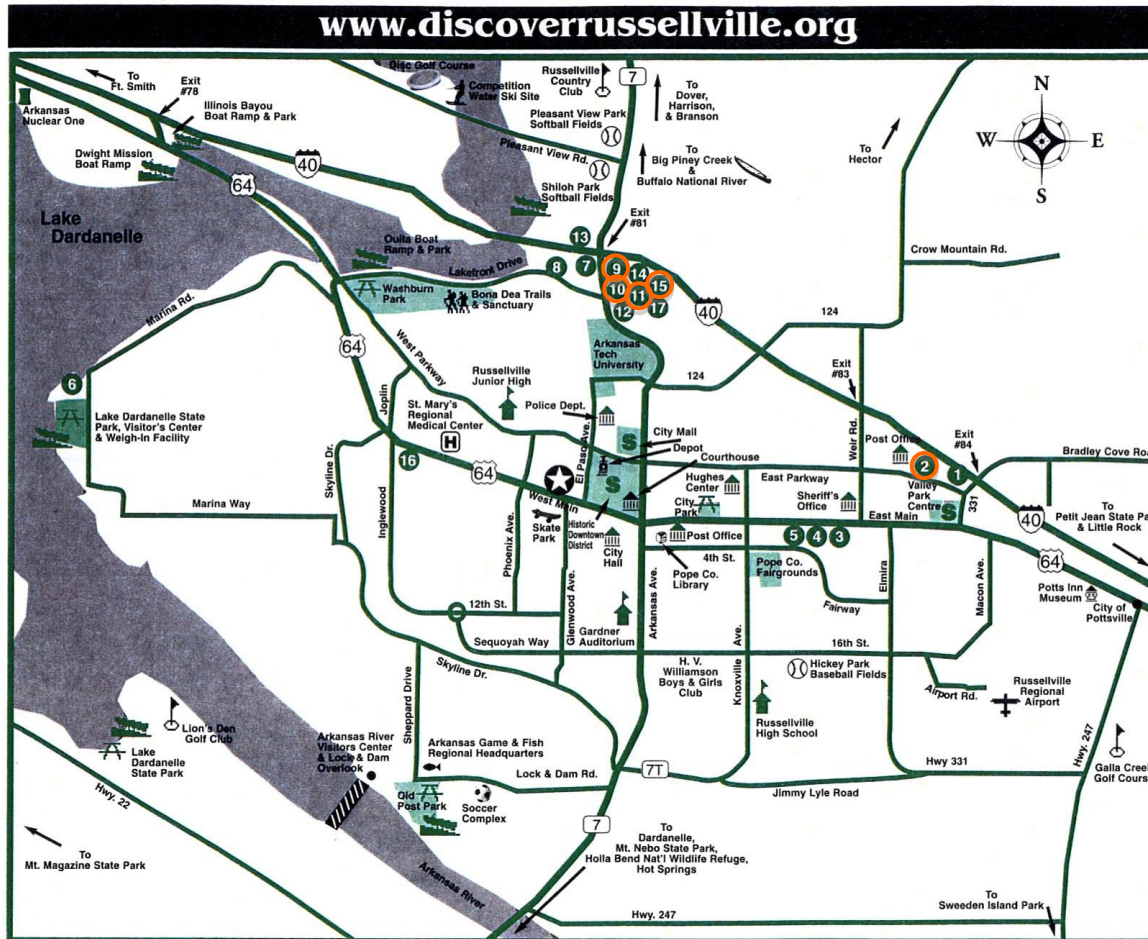 www.discoverrussellville.org
To
Ft. Smith
Exit
#78
Illinois Bayou
Boat Ramp & Park
Arkansas
Nuclear One
Dwight Mission
Boat Ramp
40
64
Disc Golf Course
Competition
Water Ski Site
Russellville
Country
Club
7
To
Dover,
Harrison,
& Branson
Pleasant View Park
Softball Fields
Pleasant View Rd.
To
Big Piney Creek
&
Buffalo National River
To
Hector
N
W
E
S
Shiloh Park
Softball Fields
Exit
#81
Lake
Dardanelle
Ouita Boat
Ramp & Park
Lakefront Drive
13
8
7
9
14
10
11
15
12
17
40
Crow Mountain Rd.
Washburn
Park
Bona Dea Trails
& Sanctuary
Marina Rd.
64
West Parkway
Arkansas
Tech
University
124
124
Exit
#83
6
Lake Dardanelle State
Park, Visitor's Center
& Weigh-In Facility
Joplin
Russellville
Junior High
St. Mary's
Regional
Medical Center
H
Police Dept.
El Paso Ave.
S
City Mall
Depot
Courthouse
Weir Rd.
Post Office
2
1
Exit
#84
Bradley Cove Roa
16
64
Skyline Dr.
Marina Way
Inglewood
Phoenix Ave.
West Main
Skate
Park
Historic
Downtown
District
S
City
Hall
Hughes
Center
City
Park
East Parkway
Sheriff's
Office
Valley
Park
Centre
S
331
East Main
40
To
Petit Jean State Pa
& Little Rock
64
Post Office
4th St.
Pope Co.
Library
5
4
3
Pope Co.
Fairgrounds
Fairway
Elmira
Macon Ave.
Potts Inn
Museum
City of
Pottsville
12th St.
Sequoyah Way
Glenwood Ave.
Gardner
Auditorium
Arkansas Ave.
Knoxville
Ave.
16th St.
Skyline Dr.
Sheppard Drive
H. V.
Williamson
Boys & Girls
Club
Hickey Park
Baseball Fields
Airport Rd.
Russellville
Regional
Airport
Russellville
High School
Lion's Den
Golf Club
Lake
Dardanelle
State Park
Arkansas River
Visitors Center
& Lock & Dam
Overlook
Arkansas Game & Fish
Regional Headquarters
Lock & Dam Rd.
7T
Hwy 331
Jimmy Lyle Road
Hwy. 247
Galla Creek
Golf Cours
Hwy. 22
Old
Post Park
Soccer
Complex
7
To
Mt. Magazine State Park
Arkansas River
To
Dardanelle,
Mt. Nebo State Park,
Holla Bend Nat'l Wildlife Refuge,
Hot Springs
Hwy. 247
To
Sweeden Island Park